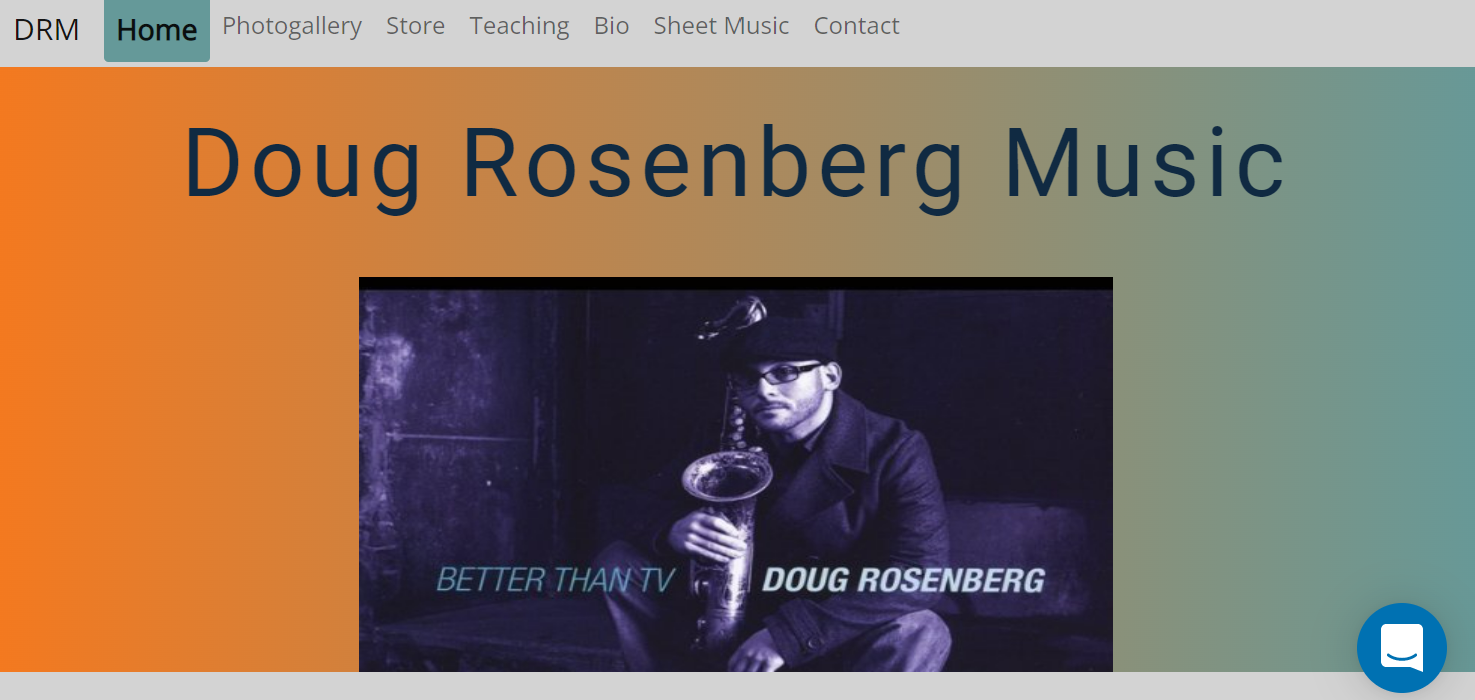 DRM Home Photogallery Store Teaching Bio Sheet Music Contact
Doug Rosenberg Music
BETTER THAN TV DOUG ROSENBERG